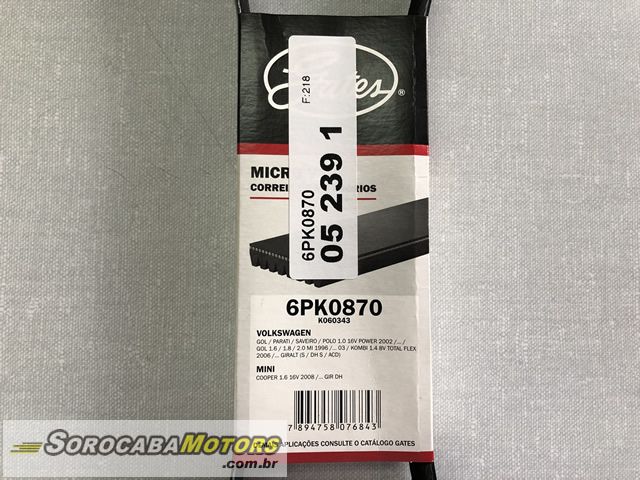 Gates ®
F:218
6PK0870
05 239 1
MICR
CORREI RIOS
6PK0870
K060343
VOLKSWAGEN
GOL / PARATI / SAVEIRO / POLO 1.0 16V POWER 2002 /... /
GOL 1.6 / 1.8 / 2.0 MI 1996 /... 03 / KOMBI 1.4 8V TOTAL FLEX
2006 /... GIRALT (S / DH S / ACD)
MINI
COOPER 1.6 16V 2008 /... GIR DH
7 894758 076843
APLICAÇÕES CONSULTE O CATÁLOGO GATES
SOROCABAMOTORS
.com.br